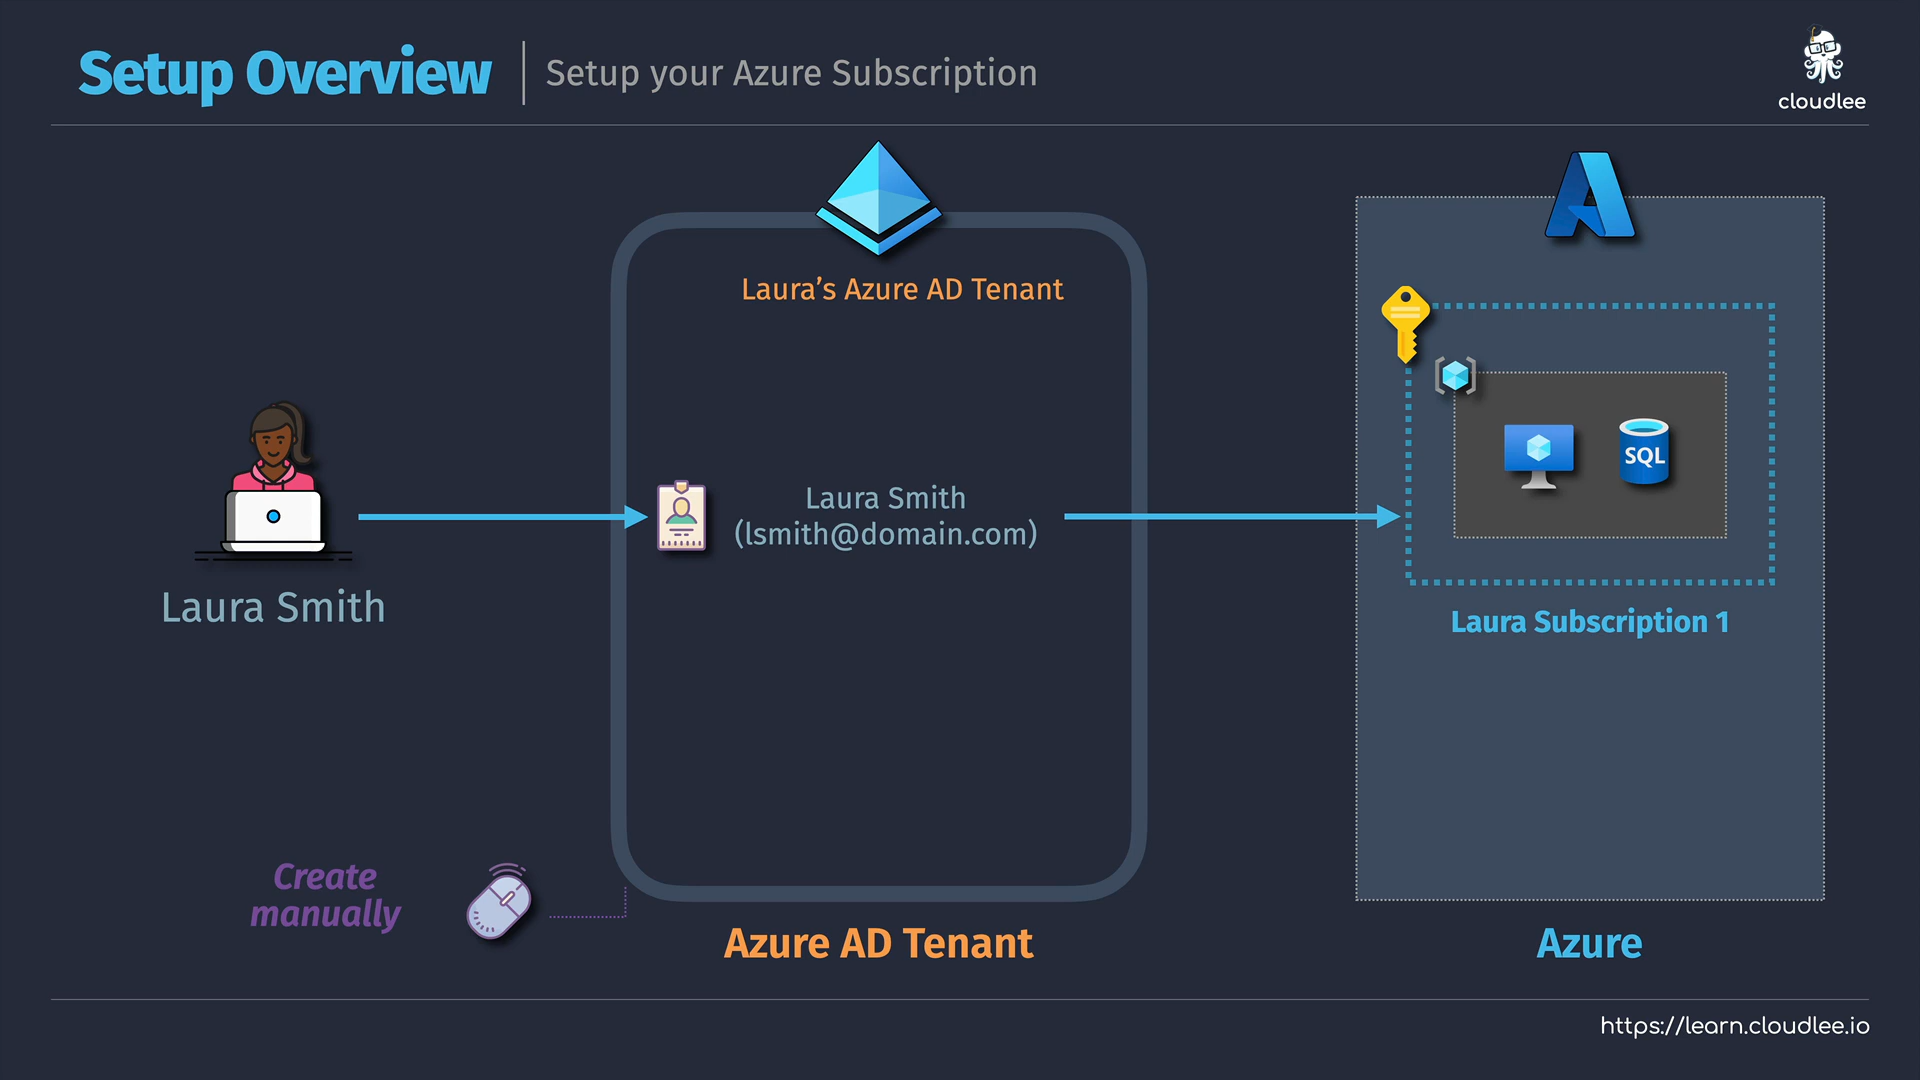 Setup Overview
Setup your Azure Subscription
cloudlee
Laura's Azure AD Tenant
SQL
Laura Smith
(lsmith@domain.com)
Laura Smith
Laura Subscription 1
Create
manually
Azure AD Tenant
Azure
https://learn.cloudlee.io